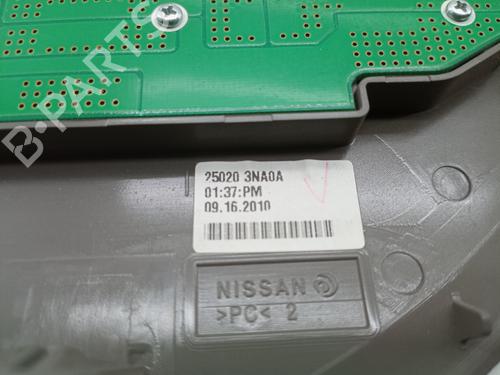 B-PARTS
25020 3NA0A
01:37:PM
09.16.2010
NISSAN
>PC< 2